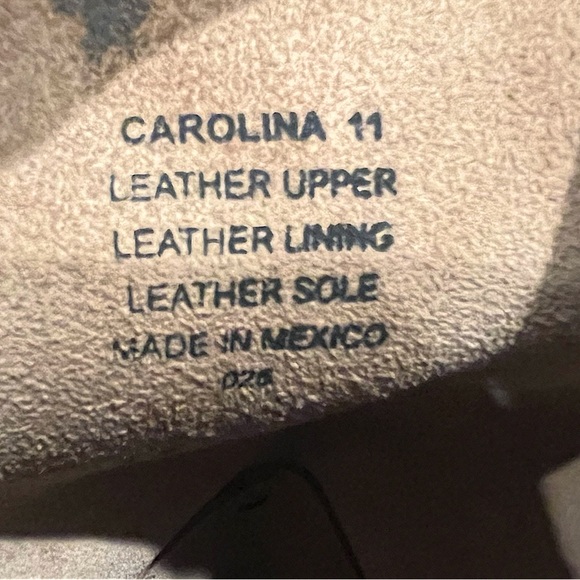 CAROLINA 11
LEATHER UPPER
LEATHER LINING
LEATHER SOLE
MADE IN MEXICO
026